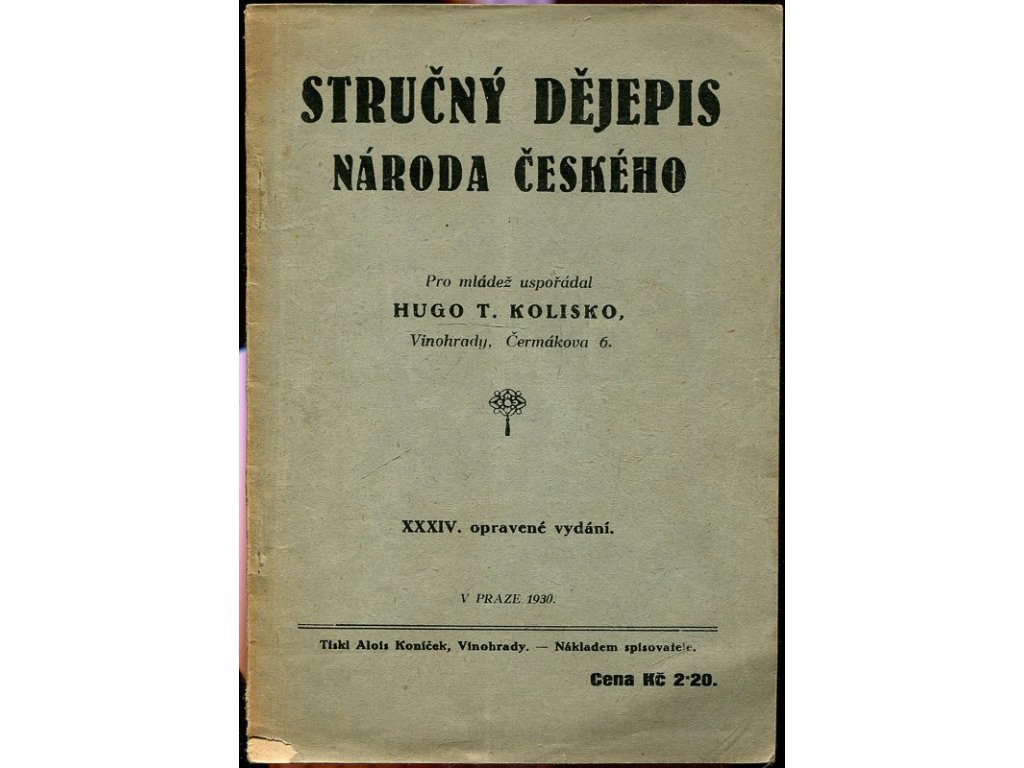 STRUČNÝ DĚJEPIS
NÁRODA ČESKÉHO
Pro mládež uspořádal
HUGO T. KOLISKO,
Vinohrady, Čermákova 6.
XXXIV. opravené vydání.
V PRAZE 1930.
Tiskl Alois Koníček, Vinohrady. — Nákladem spisovatele.
Cena Kč 2·20.